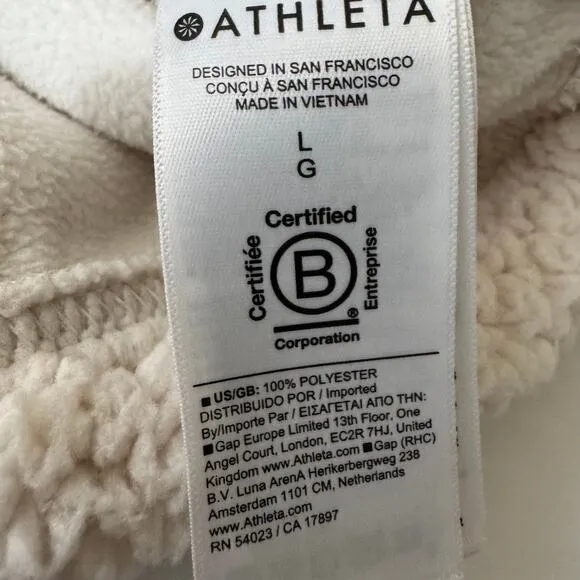 ATHLETA
DESIGNED IN SAN FRANCISCO
CONÇU À SAN FRANCISCO
MADE IN VIETNAM
L
G
Certified
Certifiée
B
Entreprise
®
Corporation
■ US/GB: 100% POLYESTER
DISTRIBUIDO POR / Imported
By/Importe Par / ΕΙΣΑΓΕΤΑΙ ΑΠΟ ΤΗΝ:
■ Gap Europe Limited 13th Floor, One
Angel Court, London, EC2R 7HJ, United
Kingdom www.Athleta.com ■ Gap (RHC)
B.V. Luna ArenA Herikerbergweg 238
Amsterdam 1101 CM, Netherlands
www.Athleta.com
RN 54023 / CA 17897